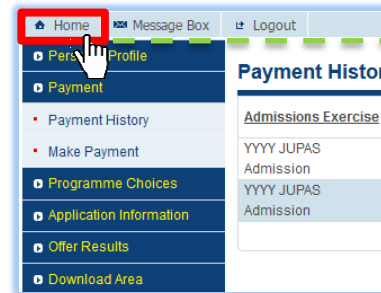 Home Message Box Logout
Profile
Payment
Payment History
Make Payment
Programme Choices
Application Information
Offer Results
Download Area
Payment
Admissions Exercise
YYYY JUPAS
Admission
YYYY JUPAS
Admission